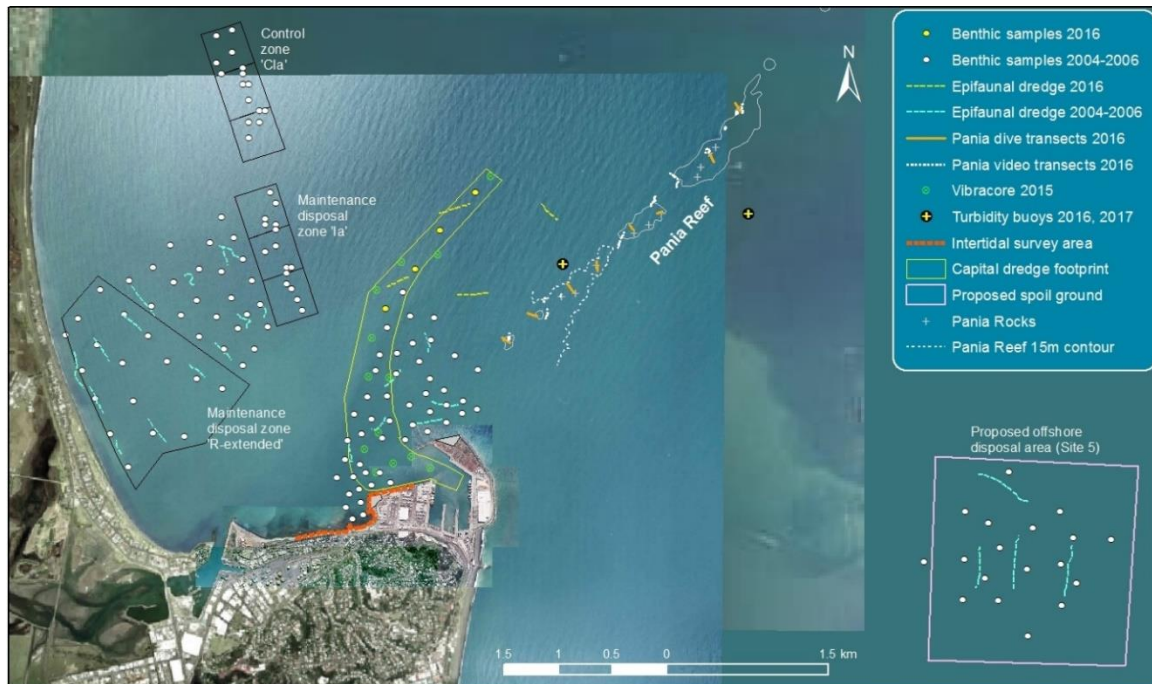 Control
zone
'CIa'
Maintenance
disposal
zone 'Ia'
Maintenance
disposal zone
'R-extended'
Pania Reef
N
Benthic samples 2016
Benthic samples 2004-2006
Epifaunal dredge 2016
Epifaunal dredge 2004-2006
Pania dive transects 2016
Pania video transects 2016
Vibracore 2015
Turbidity buoys 2016, 2017
Intertidal survey area
Capital dredge footprint
Proposed spoil ground
Pania Rocks
Pania Reef 15m contour
Proposed offshore
disposal area (Site 5)
1.5 1 0.5 0 1.5 km